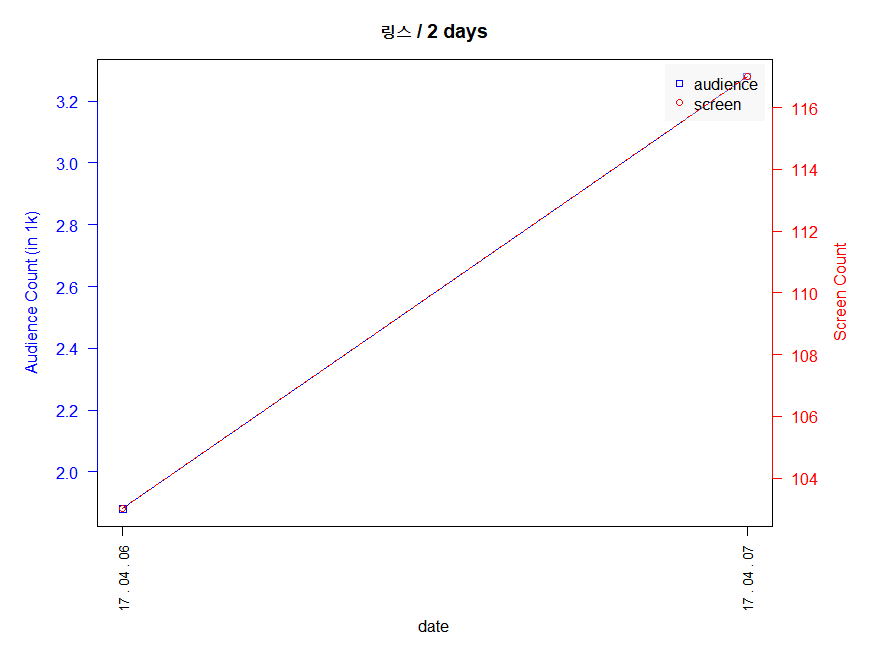 링스 / 2 days
audience
screen
3.2
3.0
2.8
2.6
2.4
2.2
2.0
Audience Count (in 1k)
116
114
112
110
108
106
104
Screen Count
17 . 04 . 06
17 . 04 . 07
date